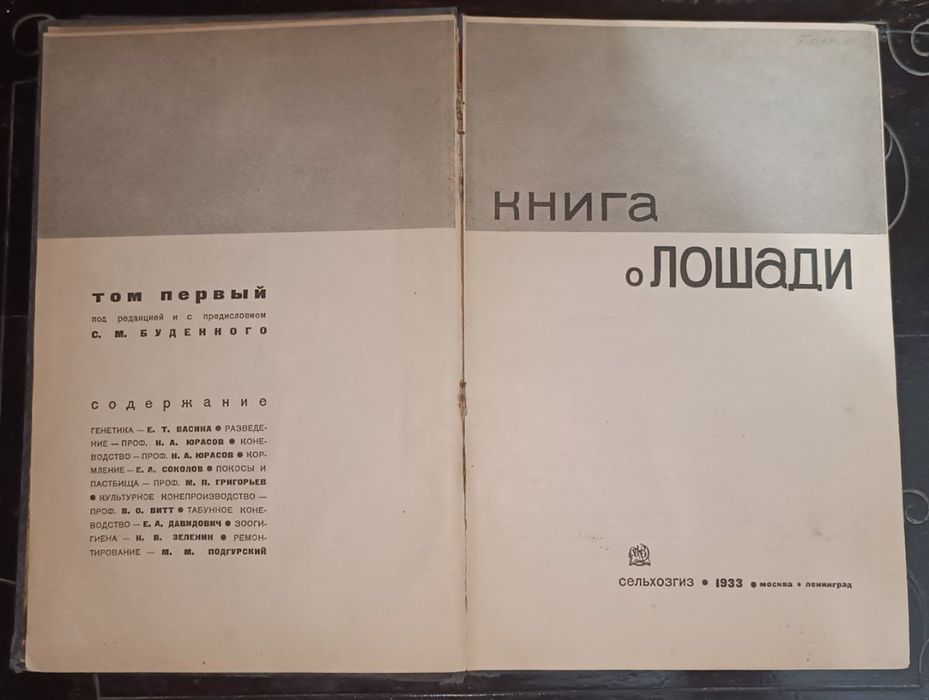 том первый
под редакцией и с предисловием
С. М. БУДЕННОГО
содержание
ГЕНЕТИКА — Е. Т. ВАСИНА ● РАЗВЕДЕ-
НИЕ — ПРОФ. Н. А. ЮРАСОВ ● КОНЕ-
ВОДСТВО — ПРОФ. Н. А. ЮРАСОВ ● КОР-
МЛЕНИЕ — Е. А. СОКОЛОВ ● ПОКОСЫ И
ПАСТБИЩА — ПРОФ. М. П. ГРИГОРЬЕВ
● КУЛЬТУРНОЕ КОНЕПРОИЗВОДСТВО —
ПРОФ. В. О. ВИТТ ● ТАБУННОЕ КОНЕ-
ВОДСТВО — Е. А. ДАВИДОВИЧ ● ЗООГИ-
ГИЕНА — Н. В. ЗЕЛЕНИН ● РЕМОН-
ТИРОВАНИЕ — М. М. ПОДГУРСКИЙ
книга
о ЛОШАДИ
СЕЛЬХОЗГИЗ ● 1933 ● МОСКВА ● ЛЕНИНГРАД